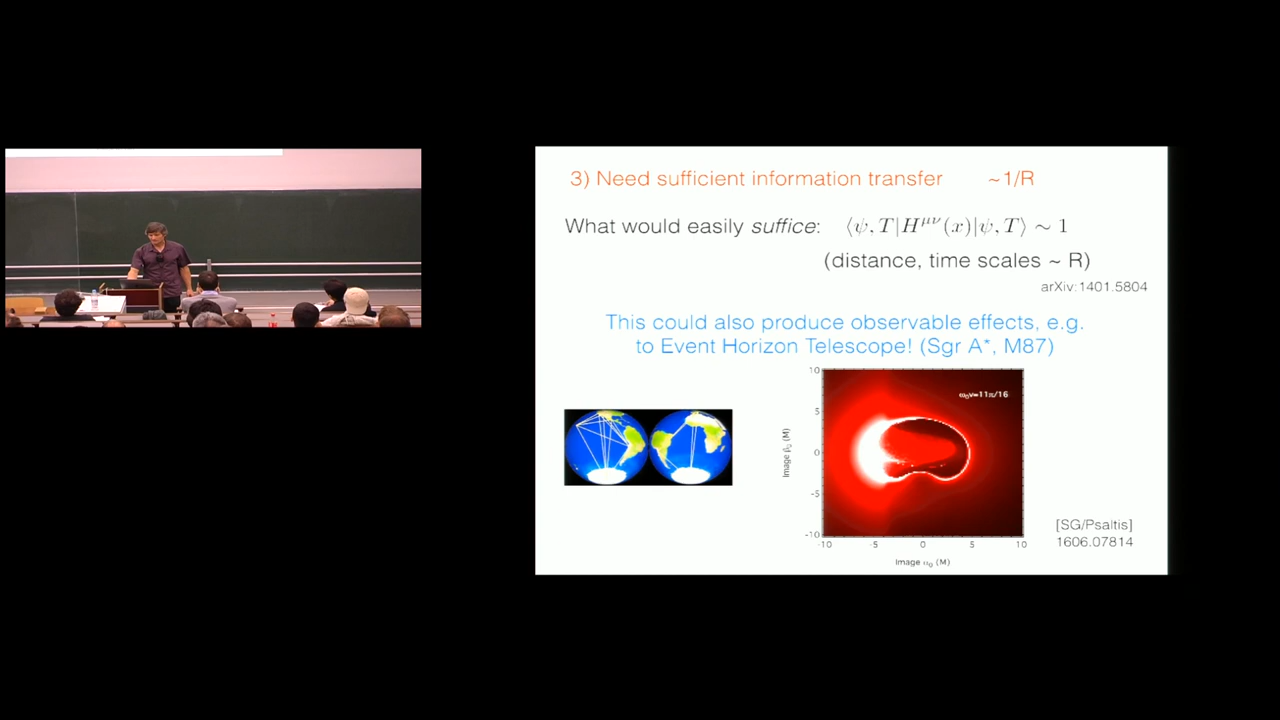 3) Need sufficient information transfer ~1/R
What would easily suffice: ⟨ψ, T|H^{μν}(x)|ψ, T⟩ ~ 1
(distance, time scales ~ R)
arXiv:1401.5804
This could also produce observable effects, e.g.
to Event Horizon Telescope! (Sgr A*, M87)
10
5
0
-5
-10
Image β₀ (M)
ω₀v=11π/16
-10 -5 0 5 10
Image α₀ (M)
[SG/Psaltis]
1606.07814